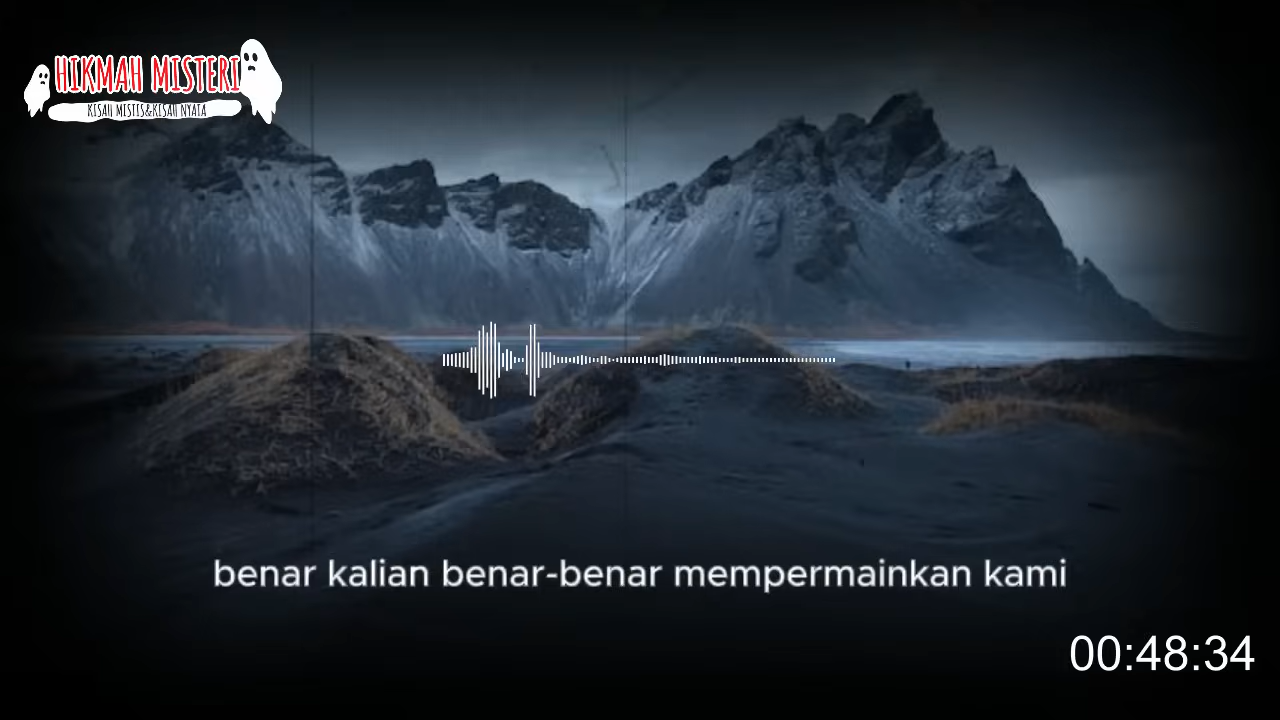 HIKMAH MISTERI
KISAH MISTIS&KISAH NYATA
benar kalian benar-benar mempermainkan kami
00:48:34